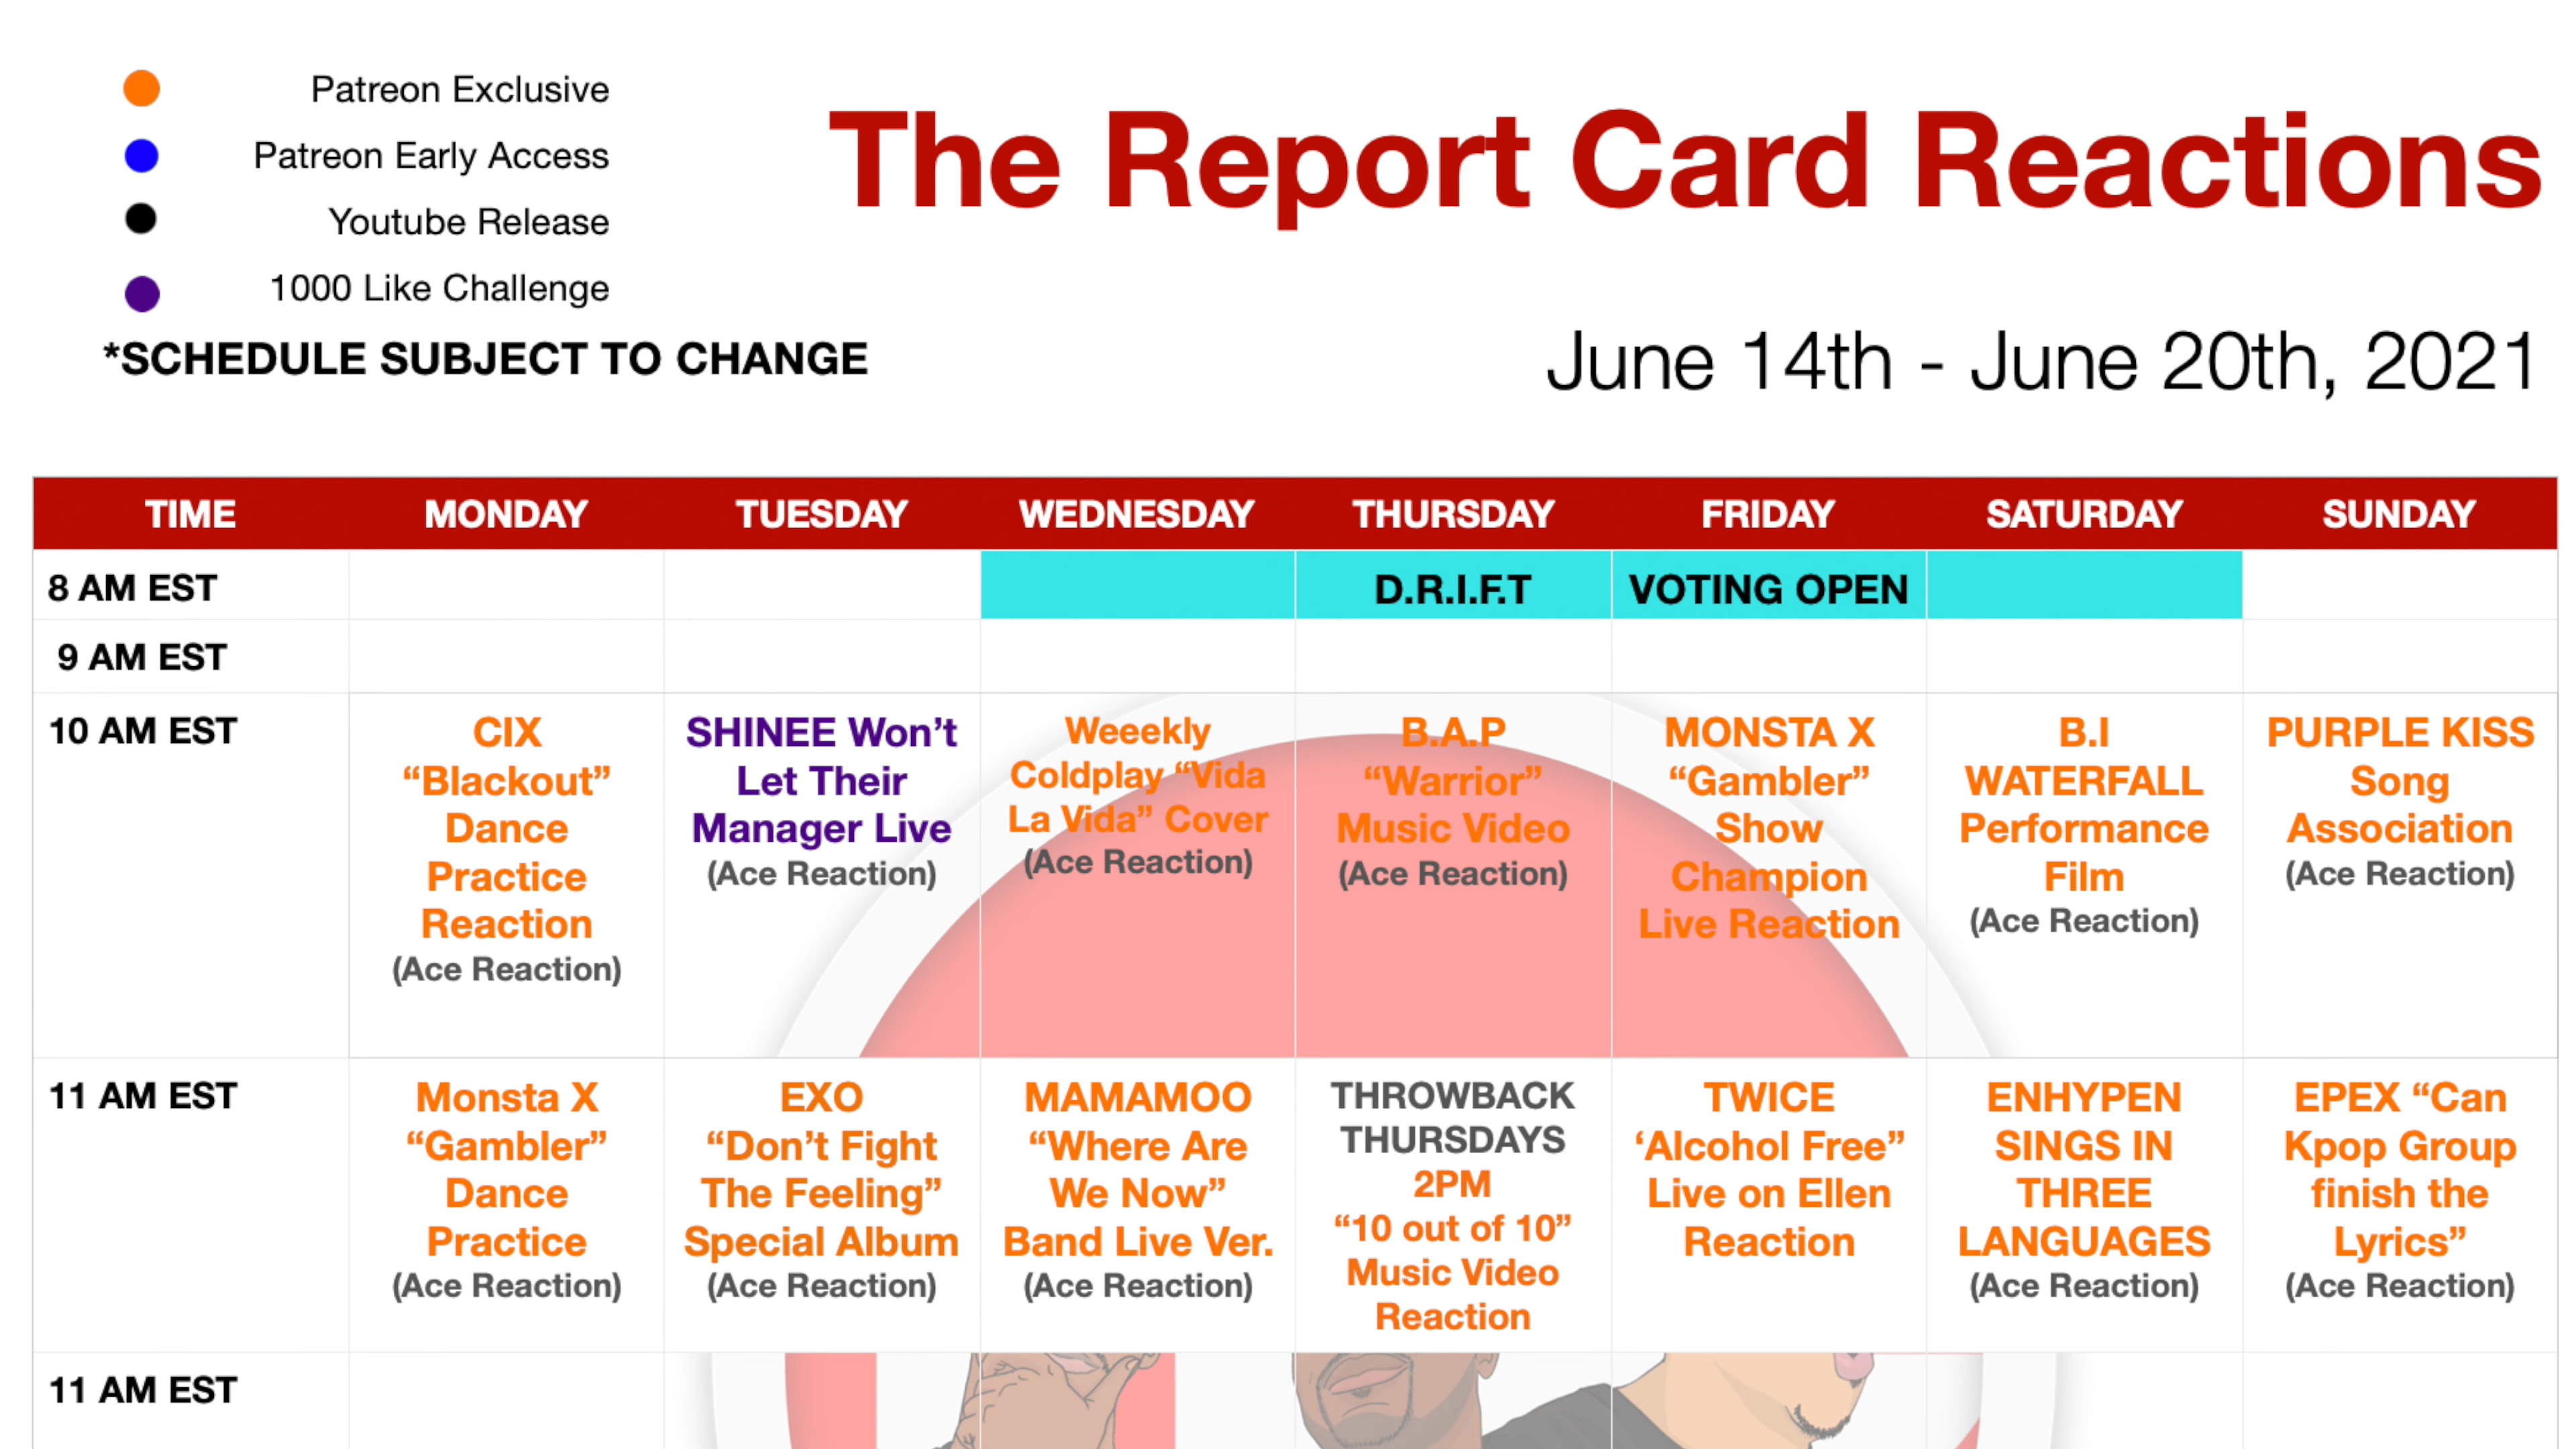 Patreon Exclusive
Patreon Early Access
Youtube Release
1000 Like Challenge
*SCHEDULE SUBJECT TO CHANGE
The Report Card Reactions
June 14th - June 20th, 2021
TIME
MONDAY
TUESDAY
WEDNESDAY
THURSDAY
FRIDAY
SATURDAY
SUNDAY
8 AM EST
D.R.I.F.T
VOTING OPEN
9 AM EST
10 AM EST
CIX
“Blackout”
Dance
Practice
Reaction
(Ace Reaction)
SHINEE Won’t
Let Their
Manager Live
(Ace Reaction)
Weeekly
Coldplay “Vida
La Vida” Cover
(Ace Reaction)
B.A.P
“Warrior”
Music Video
(Ace Reaction)
MONSTA X
“Gambler”
Show
Champion
Live Reaction
B.I
WATERFALL
Performance
Film
(Ace Reaction)
PURPLE KISS
Song
Association
(Ace Reaction)
11 AM EST
Monsta X
“Gambler”
Dance
Practice
(Ace Reaction)
EXO
“Don’t Fight
The Feeling”
Special Album
(Ace Reaction)
MAMAMOO
“Where Are
We Now”
Band Live Ver.
(Ace Reaction)
THROWBACK
THURSDAYS
2PM
“10 out of 10”
Music Video
Reaction
TWICE
‘Alcohol Free”
Live on Ellen
Reaction
ENHYPEN
SINGS IN
THREE
LANGUAGES
(Ace Reaction)
EPEX “Can
Kpop Group
finish the
Lyrics”
(Ace Reaction)
11 AM EST